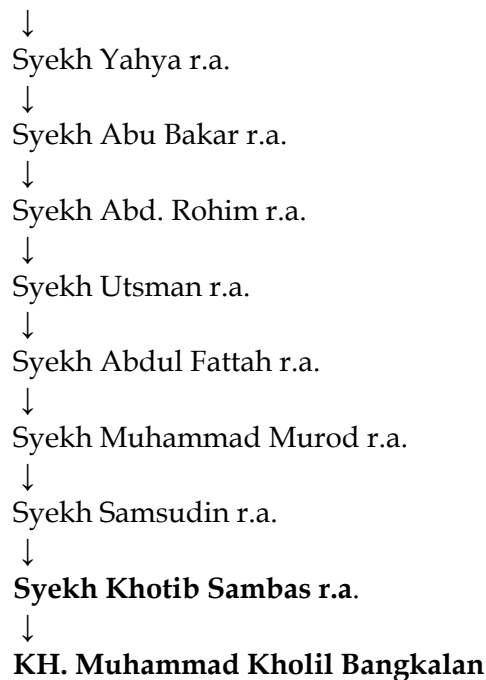 ↓
Syekh Yahya r.a.
↓
Syekh Abu Bakar r.a.
↓
Syekh Abd. Rohim r.a.
↓
Syekh Utsman r.a.
↓
Syekh Abdul Fattah r.a.
↓
Syekh Muhammad Murod r.a.
↓
Syekh Samsudin r.a.
↓
Syekh Khotib Sambas r.a.
↓
KH. Muhammad Kholil Bangkalan